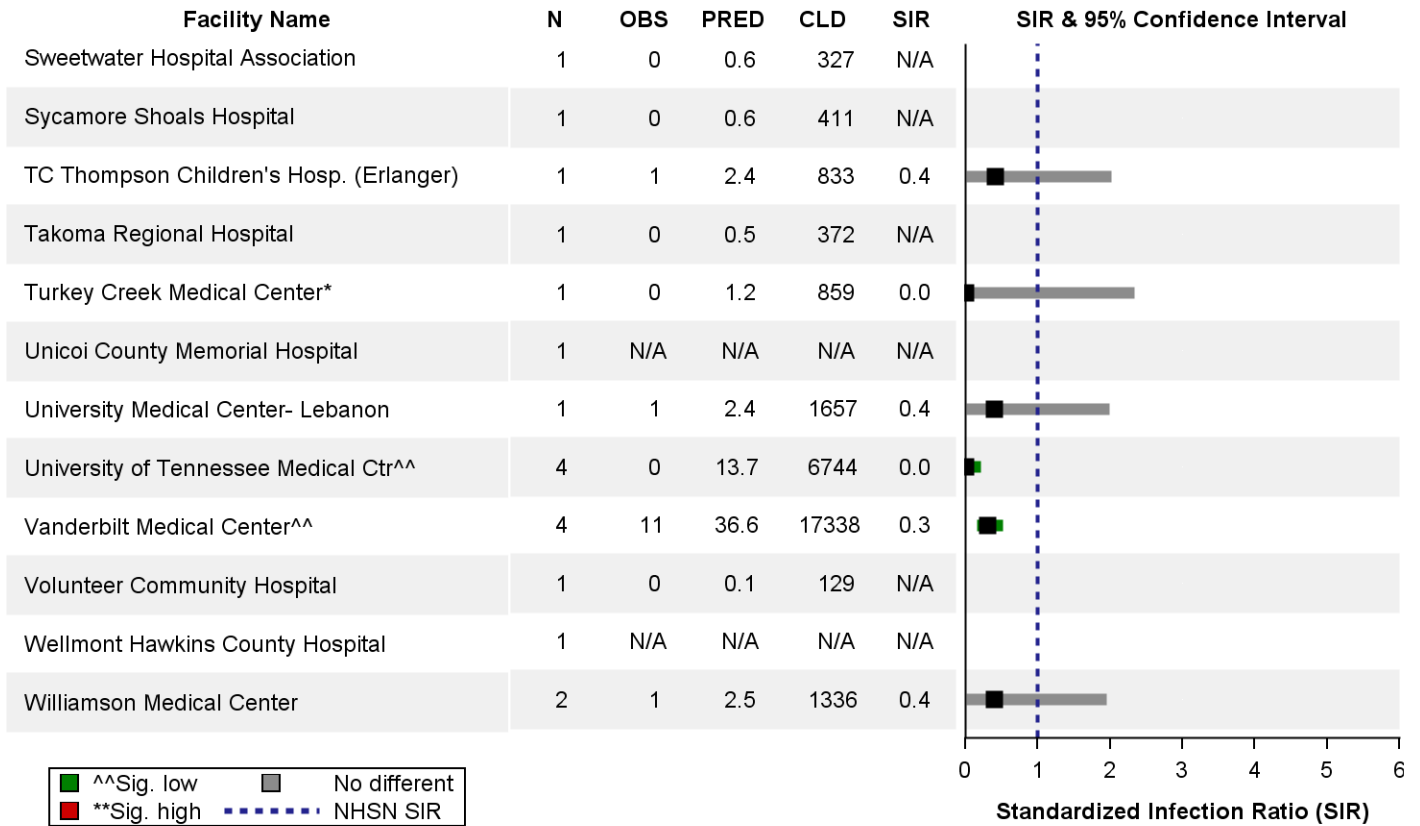 Facility Name N OBS PRED CLD SIR SIR & 95% Confidence Interval
Sweetwater Hospital Association 1 0 0.6 327 N/A
Sycamore Shoals Hospital 1 0 0.6 411 N/A
TC Thompson Children's Hosp. (Erlanger) 1 1 2.4 833 0.4
Takoma Regional Hospital 1 0 0.5 372 N/A
Turkey Creek Medical Center* 1 0 1.2 859 0.0
Unicoi County Memorial Hospital 1 N/A N/A N/A N/A
University Medical Center- Lebanon 1 1 2.4 1657 0.4
University of Tennessee Medical Ctr^^ 4 0 13.7 6744 0.0
Vanderbilt Medical Center^^ 4 11 36.6 17338 0.3
Volunteer Community Hospital 1 0 0.1 129 N/A
Wellmont Hawkins County Hospital 1 N/A N/A N/A N/A
Williamson Medical Center 2 1 2.5 1336 0.4
0 1 2 3 4 5 6
Standardized Infection Ratio (SIR)
^^Sig. low No different
**Sig. high NHSN SIR